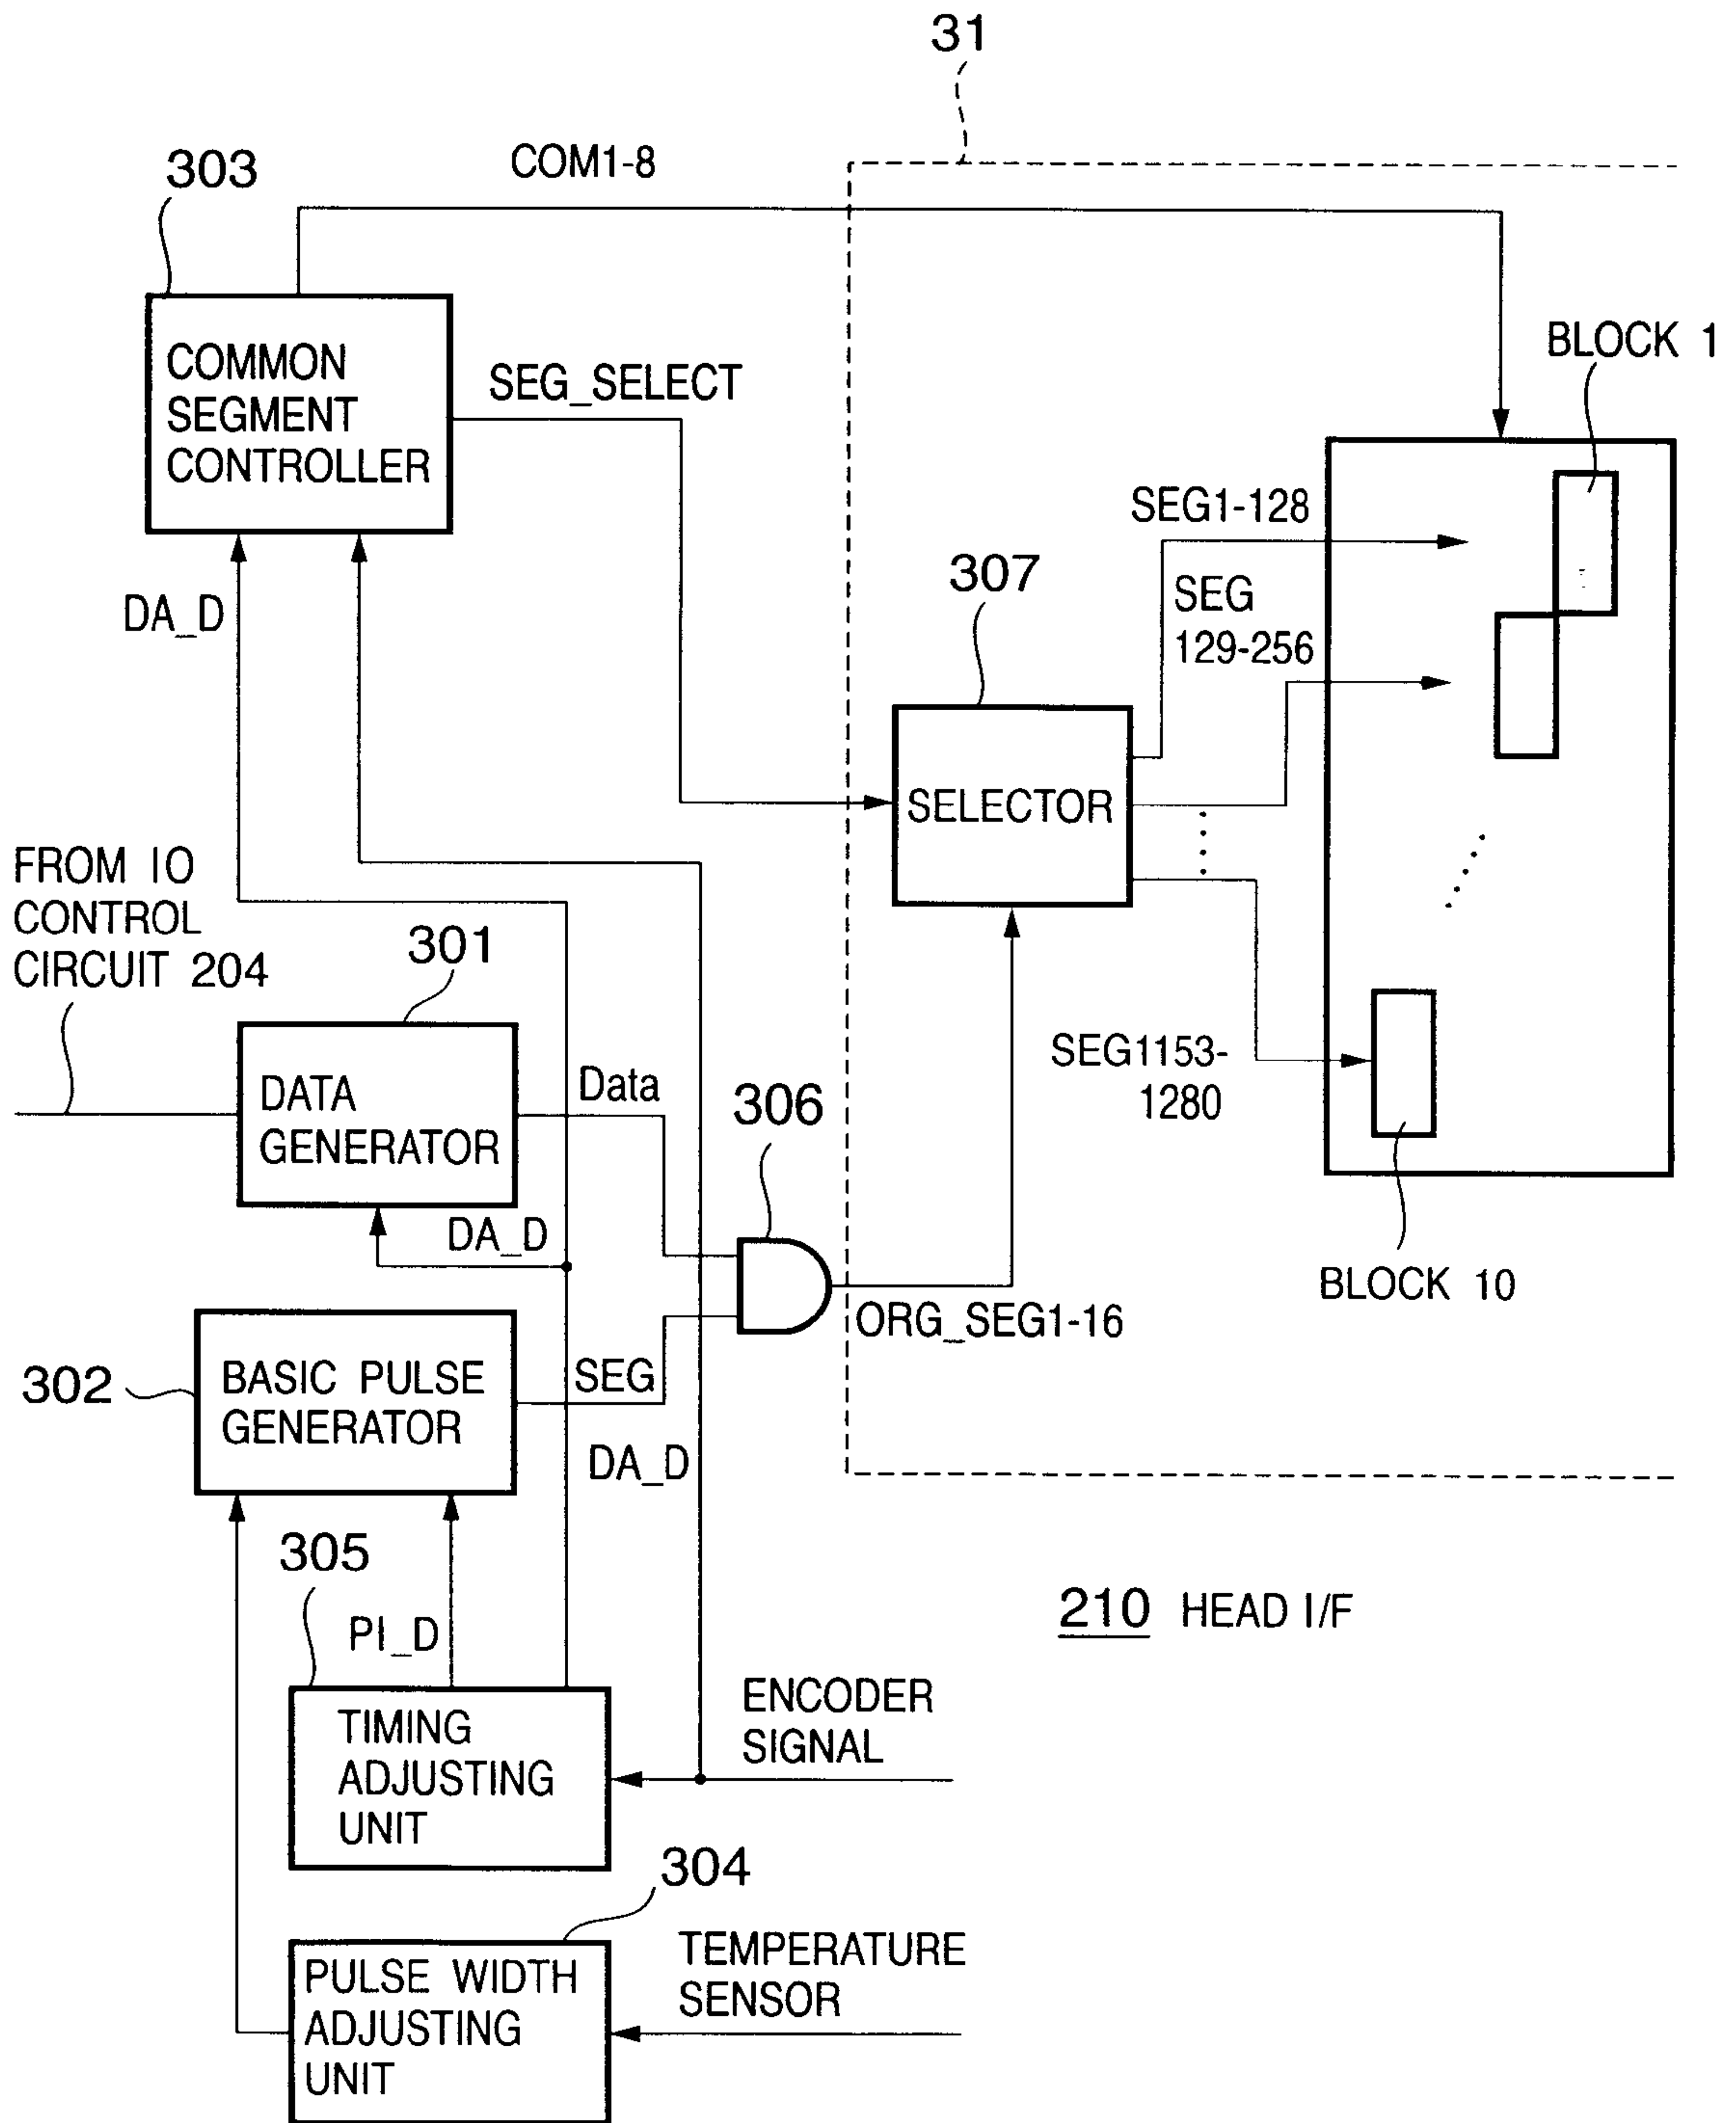 31
COM1-8
303
COMMON
SEGMENT
CONTROLLER
SEG_SELECT
BLOCK 1
SEG1-128
307
SEG
129-256
DA_D
SELECTOR
FROM IO
CONTROL
CIRCUIT 204
301
DATA
GENERATOR
Data
306
SEG1153-
1280
DA_D
BLOCK 10
ORG_SEG1-16
302
BASIC PULSE
GENERATOR
SEG
DA_D
305
PI_D
210 HEAD I/F
TIMING
ADJUSTING
UNIT
ENCODER
SIGNAL
304
PULSE WIDTH
ADJUSTING
UNIT
TEMPERATURE
SENSOR